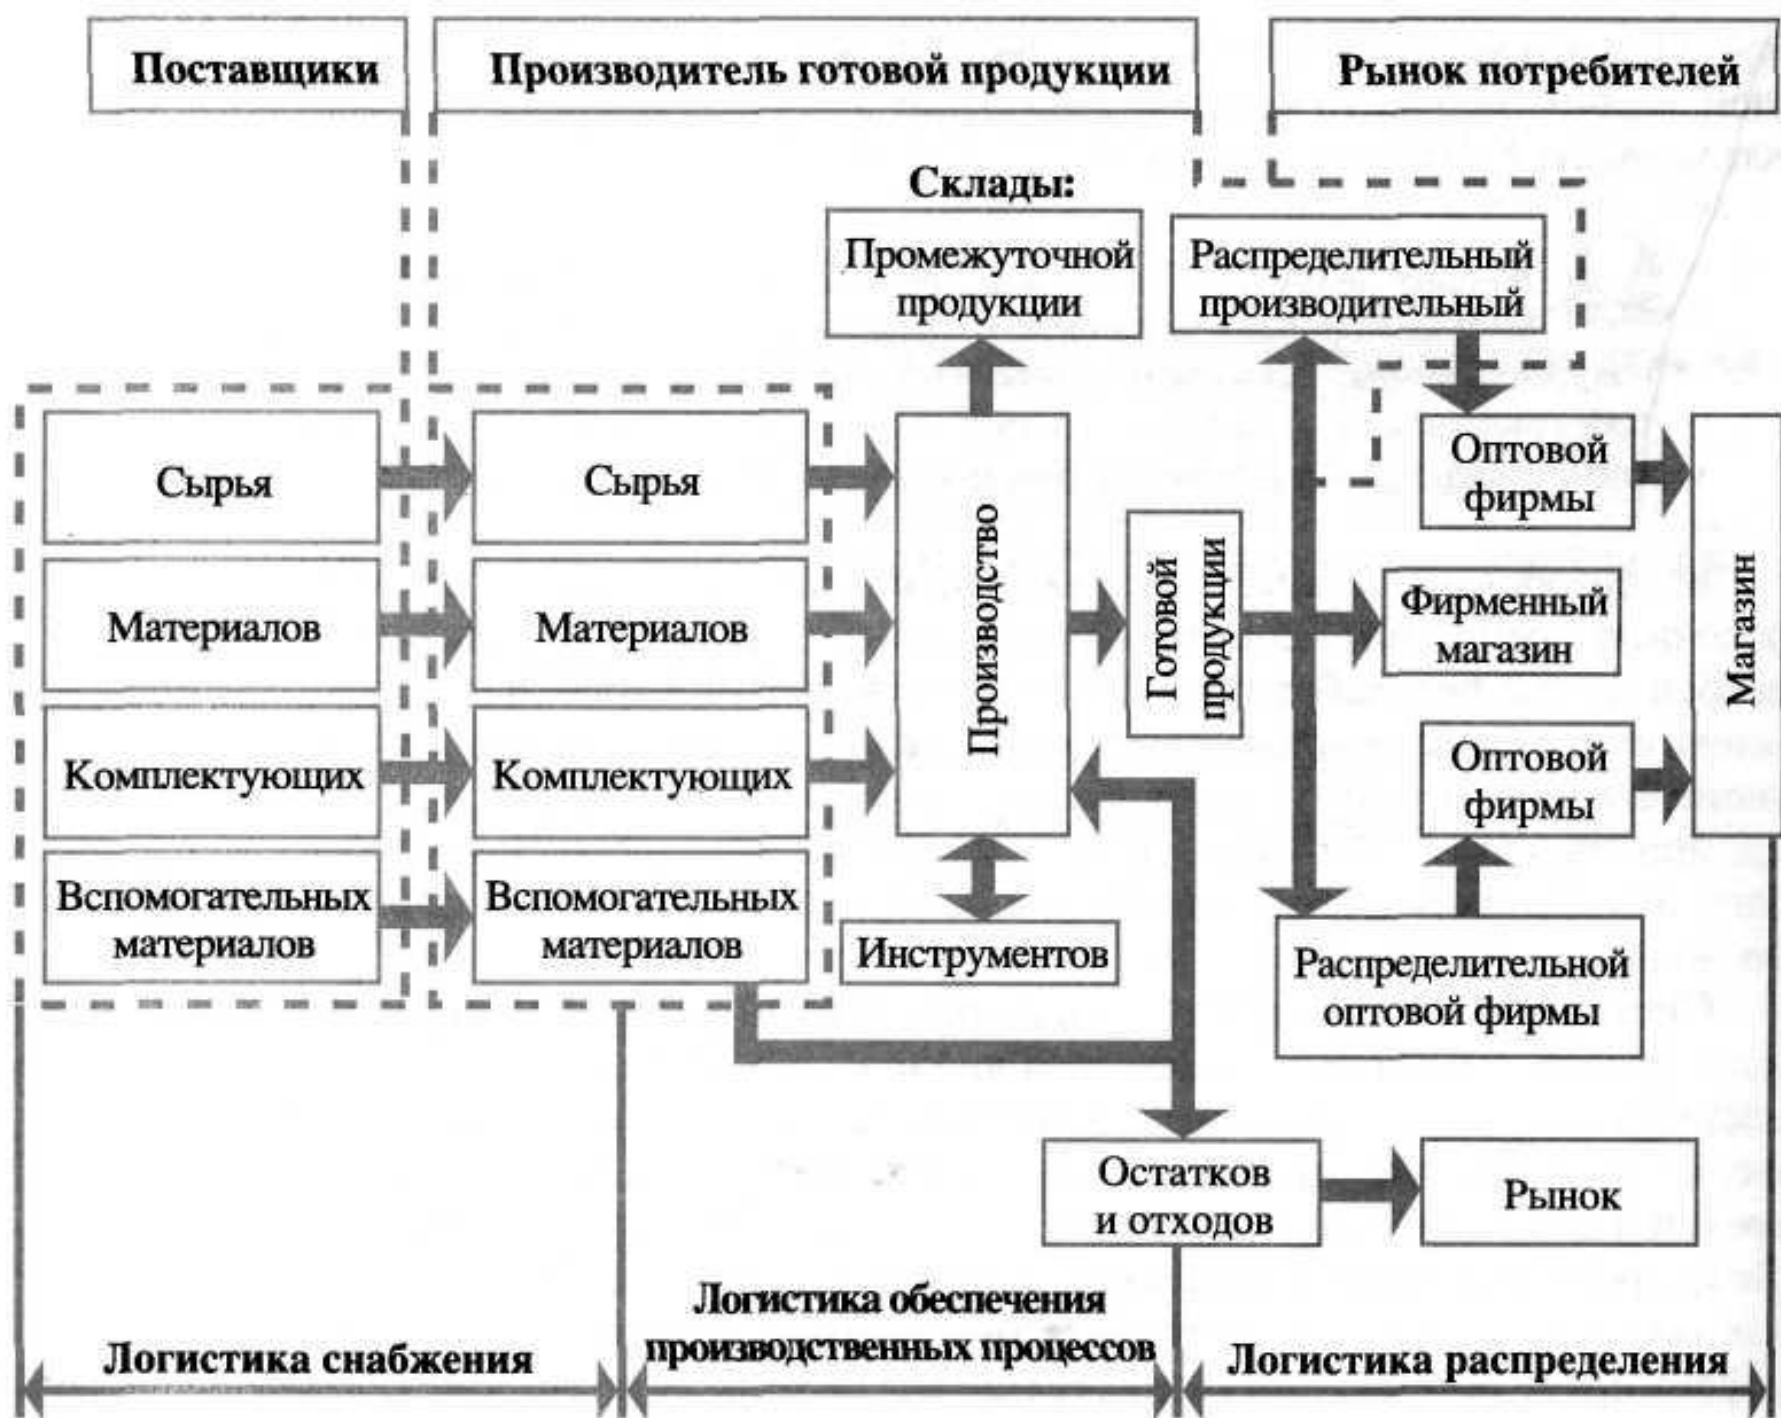 Поставщики
Производитель готовой продукции
Рынок потребителей
Склады:
Промежуточной
продукции
Распределительный
производительный
Сырья
Сырья
Производство
Готовой
продукции
Оптовой
фирмы
Магазин
Материалов
Материалов
Фирменный
магазин
Комплектующих
Комплектующих
Оптовой
фирмы
Вспомогательных
материалов
Вспомогательных
материалов
Инструментов
Распределительной
оптовой фирмы
Остатков
и отходов
Рынок
Логистика снабжения
Логистика обеспечения
производственных процессов
Логистика распределения